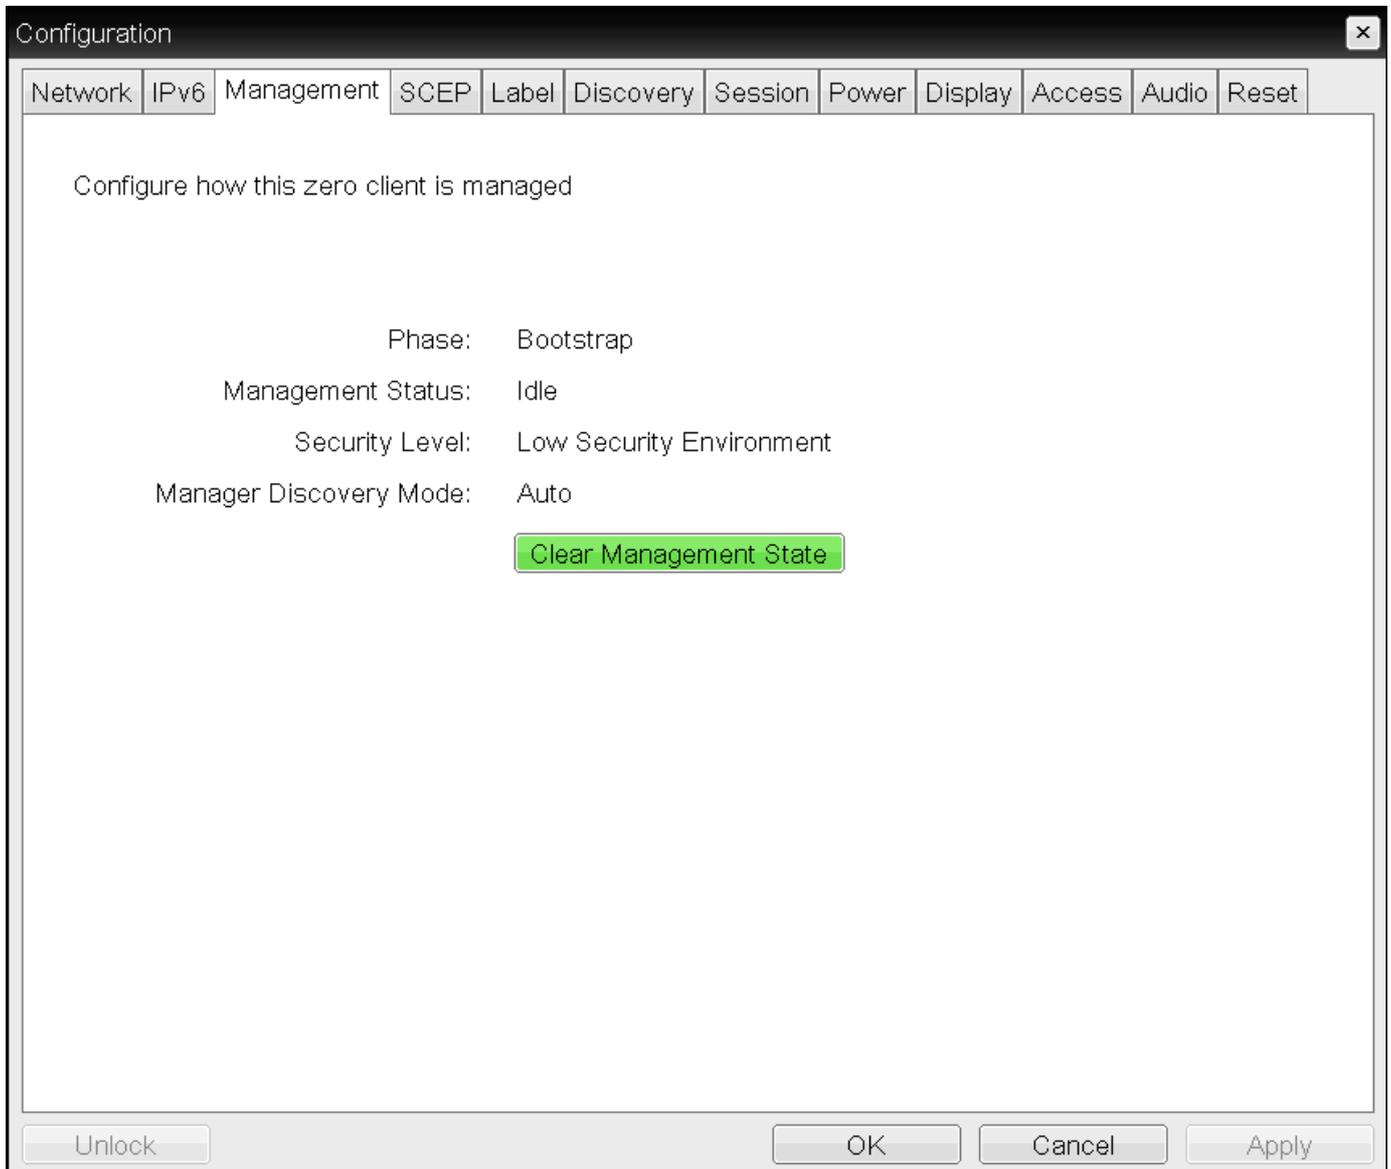 Configuration
Network IPv6 Management SCEP Label Discovery Session Power Display Access Audio Reset
Configure how this zero client is managed
Phase: Bootstrap
Management Status: Idle
Security Level: Low Security Environment
Manager Discovery Mode: Auto
Clear Management State
Unlock OK Cancel Apply